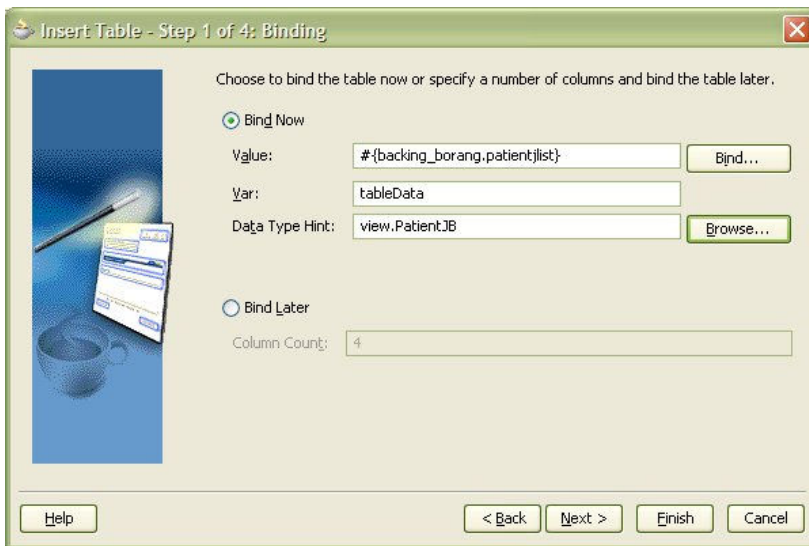 Insert Table - Step 1 of 4: Binding
Choose to bind the table now or specify a number of columns and bind the table later.
Bind Now
Value: #{backing_borang.patientjlist} Bind...
Var: tableData
Data Type Hint: view.PatientJB Browse...
Bind Later
Column Count: 4
Help < Back Next > Finish Cancel